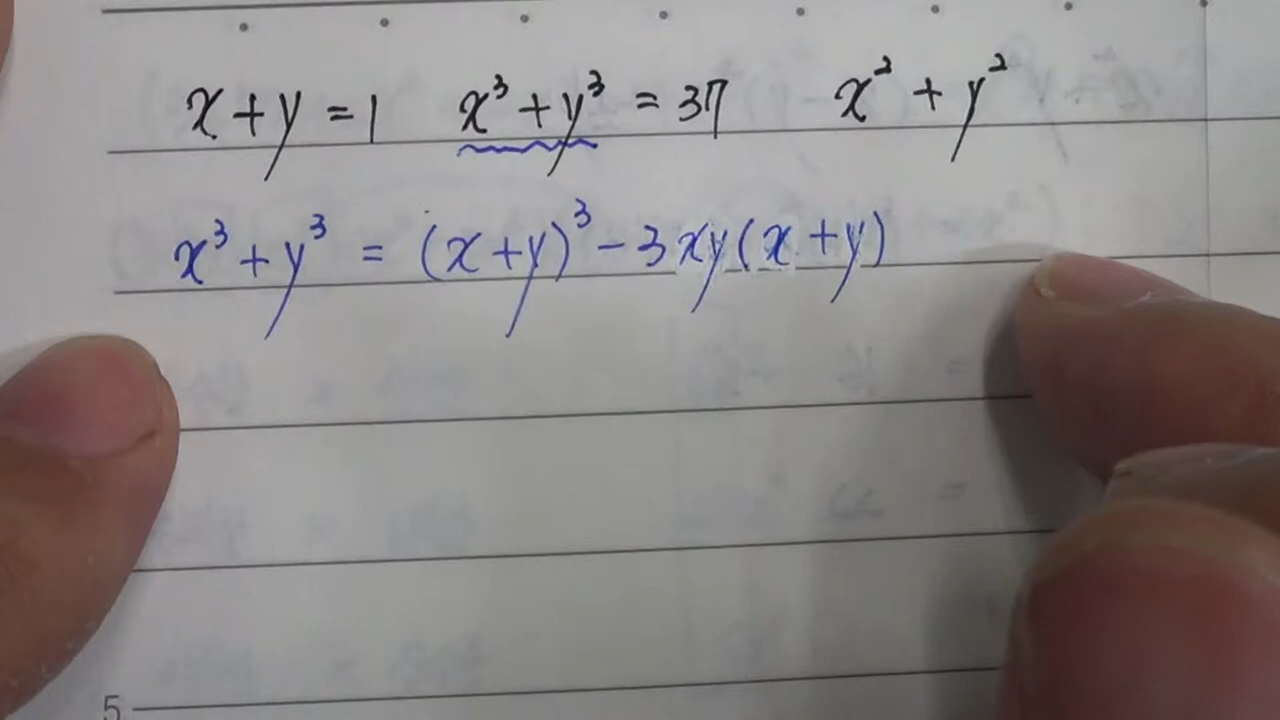 x + y = 1 x³ + y³ = 37 x² + y²
x³ + y³ = (x + y)³ − 3xy(x + y)
5